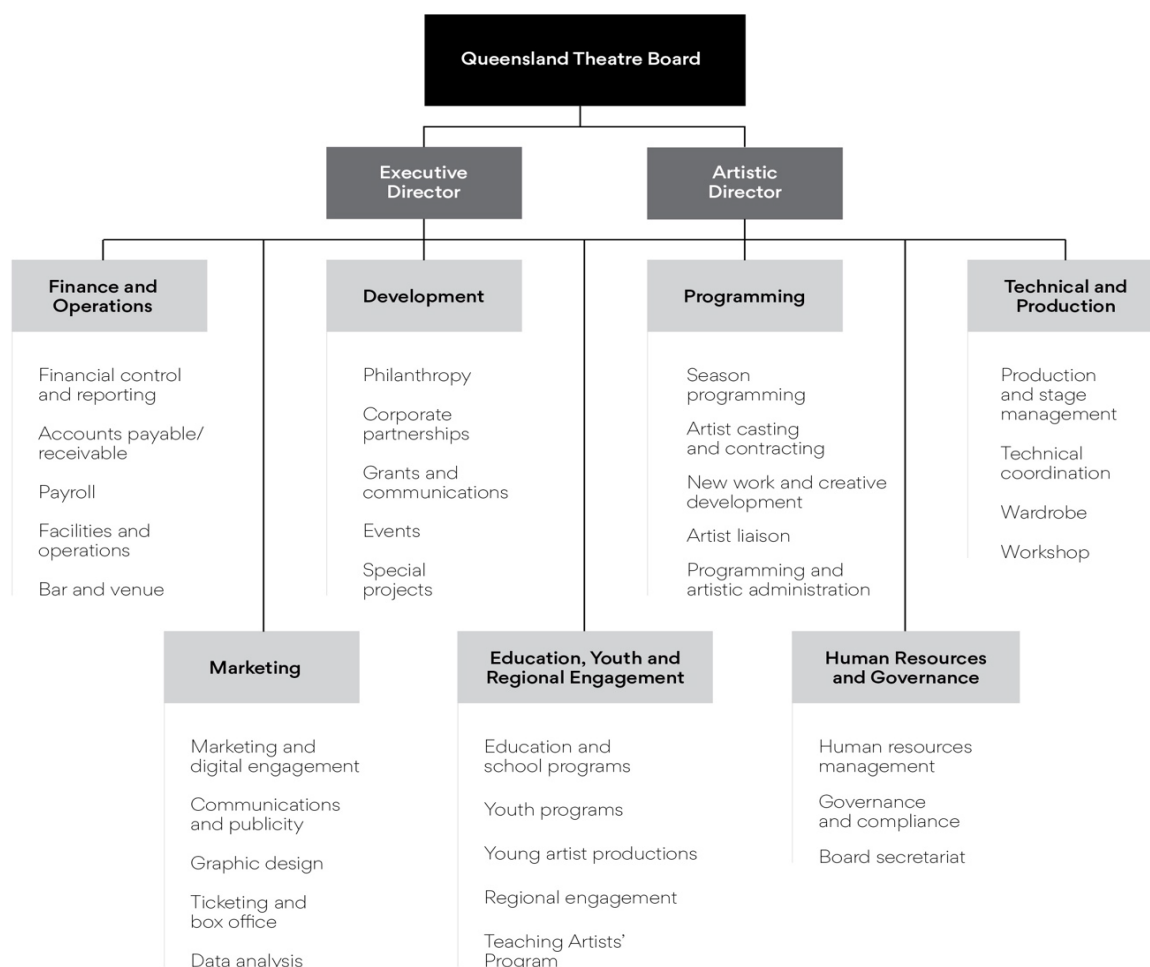 Queensland Theatre Board
Executive
Director
Artistic
Director
Finance and
Operations
Financial control
and reporting
Accounts payable/
receivable
Payroll
Facilities and
operations
Bar and venue
Development
Philanthropy
Corporate
partnerships
Grants and
communications
Events
Special
projects
Programming
Season
programming
Artist casting
and contracting
New work and creative
development
Artist liaison
Programming and
artistic administration
Technical and
Production
Production
and stage
management
Technical
coordination
Wardrobe
Workshop
Marketing
Marketing and
digital engagement
Communications
and publicity
Graphic design
Ticketing and
box office
Data analysis
Education, Youth and
Regional Engagement
Education and
school programs
Youth programs
Young artist productions
Regional engagement
Teaching Artists’
Program
Human Resources
and Governance
Human resources
management
Governance
and compliance
Board secretariat